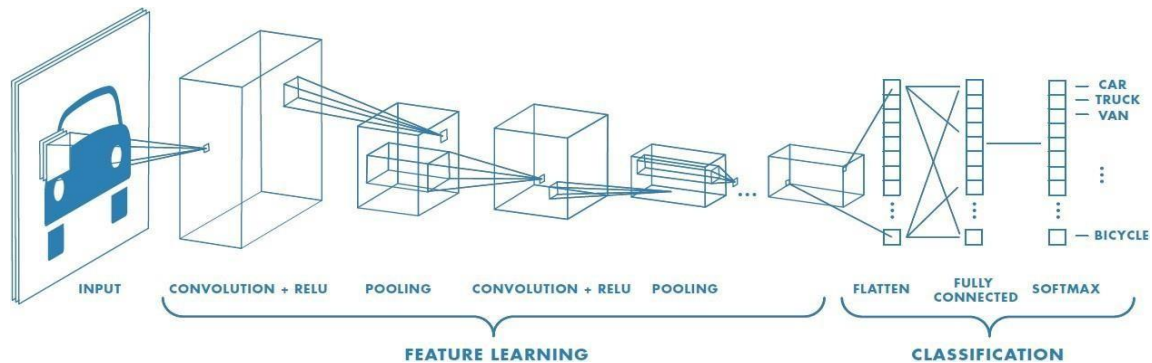 CAR
TRUCK
VAN
BICYCLE
INPUT
CONVOLUTION + RELU
POOLING
CONVOLUTION + RELU
POOLING
FLATTEN
FULLY
CONNECTED
SOFTMAX
FEATURE LEARNING
CLASSIFICATION